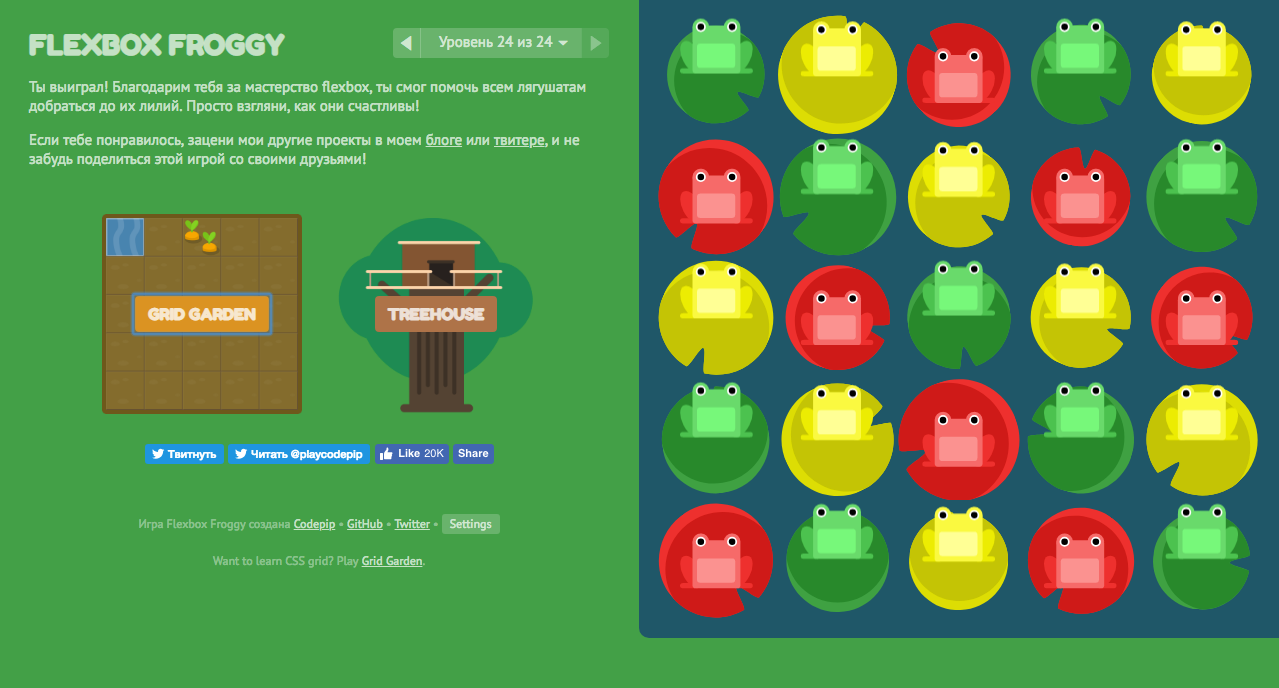 FLEXBOX FROGGY
Уровень 24 из 24
Ты выиграл! Благодарим тебя за мастерство flexbox, ты смог помочь всем лягушатам
добраться до их лилий. Просто взгляни, как они счастливы!
Если тебе понравилось, зацени мои другие проекты в моем блоге или твитере, и не
забудь поделиться этой игрой со своими друзьями!
GRID GARDEN
TREEHOUSE
Твитнуть
Читать @playcodepip
Like 20K
Share
Игра Flexbox Froggy создана Codepip • GitHub • Twitter • Settings
Want to learn CSS grid? Play Grid Garden.